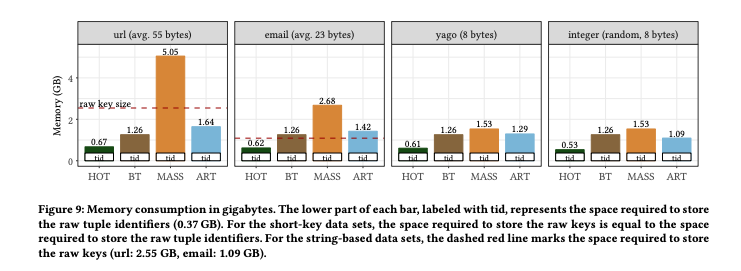 url (avg. 55 bytes) email (avg. 23 bytes) yago (8 bytes) integer (random, 8 bytes)
Memory (GB)
4
2
0
raw key size
0.67 1.26 5.05 1.64
tid tid tid tid
HOT BT MASS ART
0.62 1.26 2.68 1.42
tid tid tid tid
HOT BT MASS ART
0.61 1.26 1.53 1.29
tid tid tid tid
HOT BT MASS ART
0.53 1.26 1.53 1.09
tid tid tid tid
HOT BT MASS ART
Figure 9: Memory consumption in gigabytes. The lower part of each bar, labeled with tid, represents the space required to store
the raw tuple identifiers (0.37 GB). For the short-key data sets, the space required to store the raw keys is equal to the space
required to store the raw tuple identifiers. For the string-based data sets, the dashed red line marks the space required to store
the raw keys (url: 2.55 GB, email: 1.09 GB).